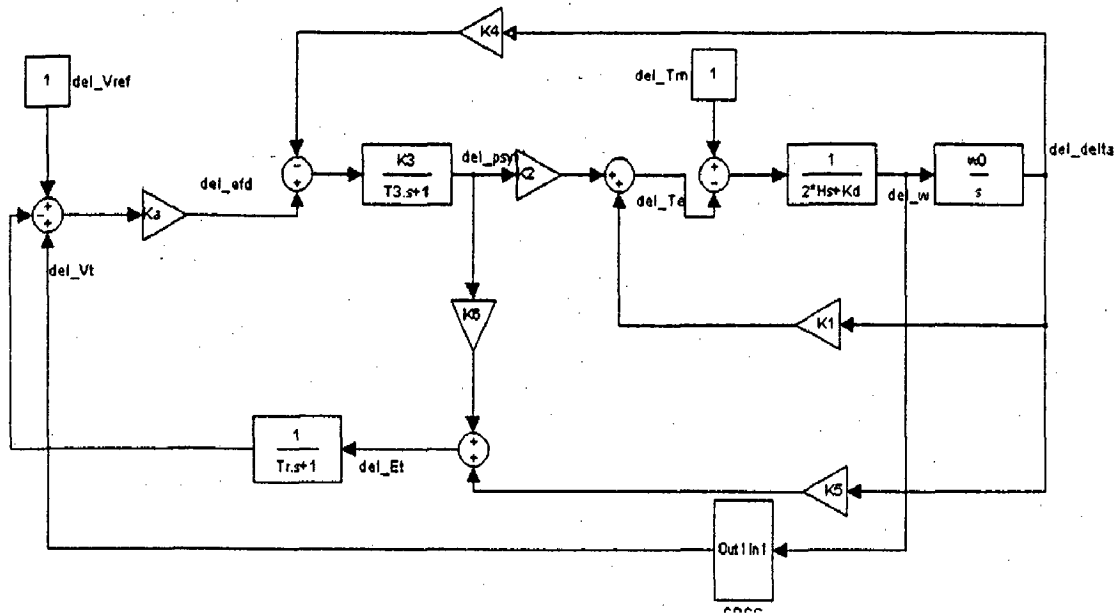 K4
1
del_Vref
del_Tm
1
K3
T3.s+1
del_psy
K2
del_Te
1
2*Hs+Kd
del_w
w0
s
del_delta
del_efd
Ka
del_Vt
K6
K1
1
Tr.s+1
del_Et
K5
Out1 In1